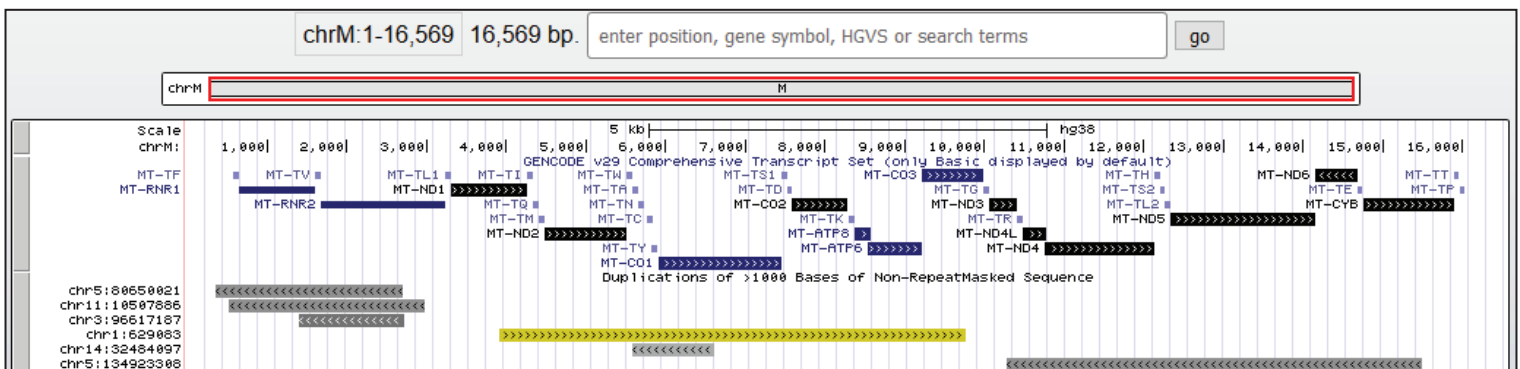 chrM:1-16,569 16,569 bp. enter position, gene symbol, HGVS or search terms go
chrM M
Scale 5 kb hg38
chrM: 1,000 2,000 3,000 4,000 5,000 6,000 7,000 8,000 9,000 10,000 11,000 12,000 13,000 14,000 15,000 16,000
GENCODE v29 Comprehensive Transcript Set (only Basic displayed by default)
MT-TF MT-TV MT-TL1 MT-TI MT-TW MT-TS1 MT-CO3 MT-TH MT-ND6 MT-TT
MT-RNR1 MT-ND1 MT-TA MT-TD MT-TG MT-TS2 MT-TE MT-TP
MT-RNR2 MT-TQ MT-TN MT-CO2 MT-ND3 MT-TL2 MT-CYB
MT-TM MT-TC MT-TK MT-TR MT-ND5
MT-ND2 MT-ATP8 MT-ND4L
MT-TY MT-ATP6 MT-ND4
MT-CO1
Duplications of >1000 Bases of Non-RepeatMasked Sequence
chr5:80650021
chr11:10507886
chr3:96617187
chr1:629083
chr14:32484097
chr5:134923308